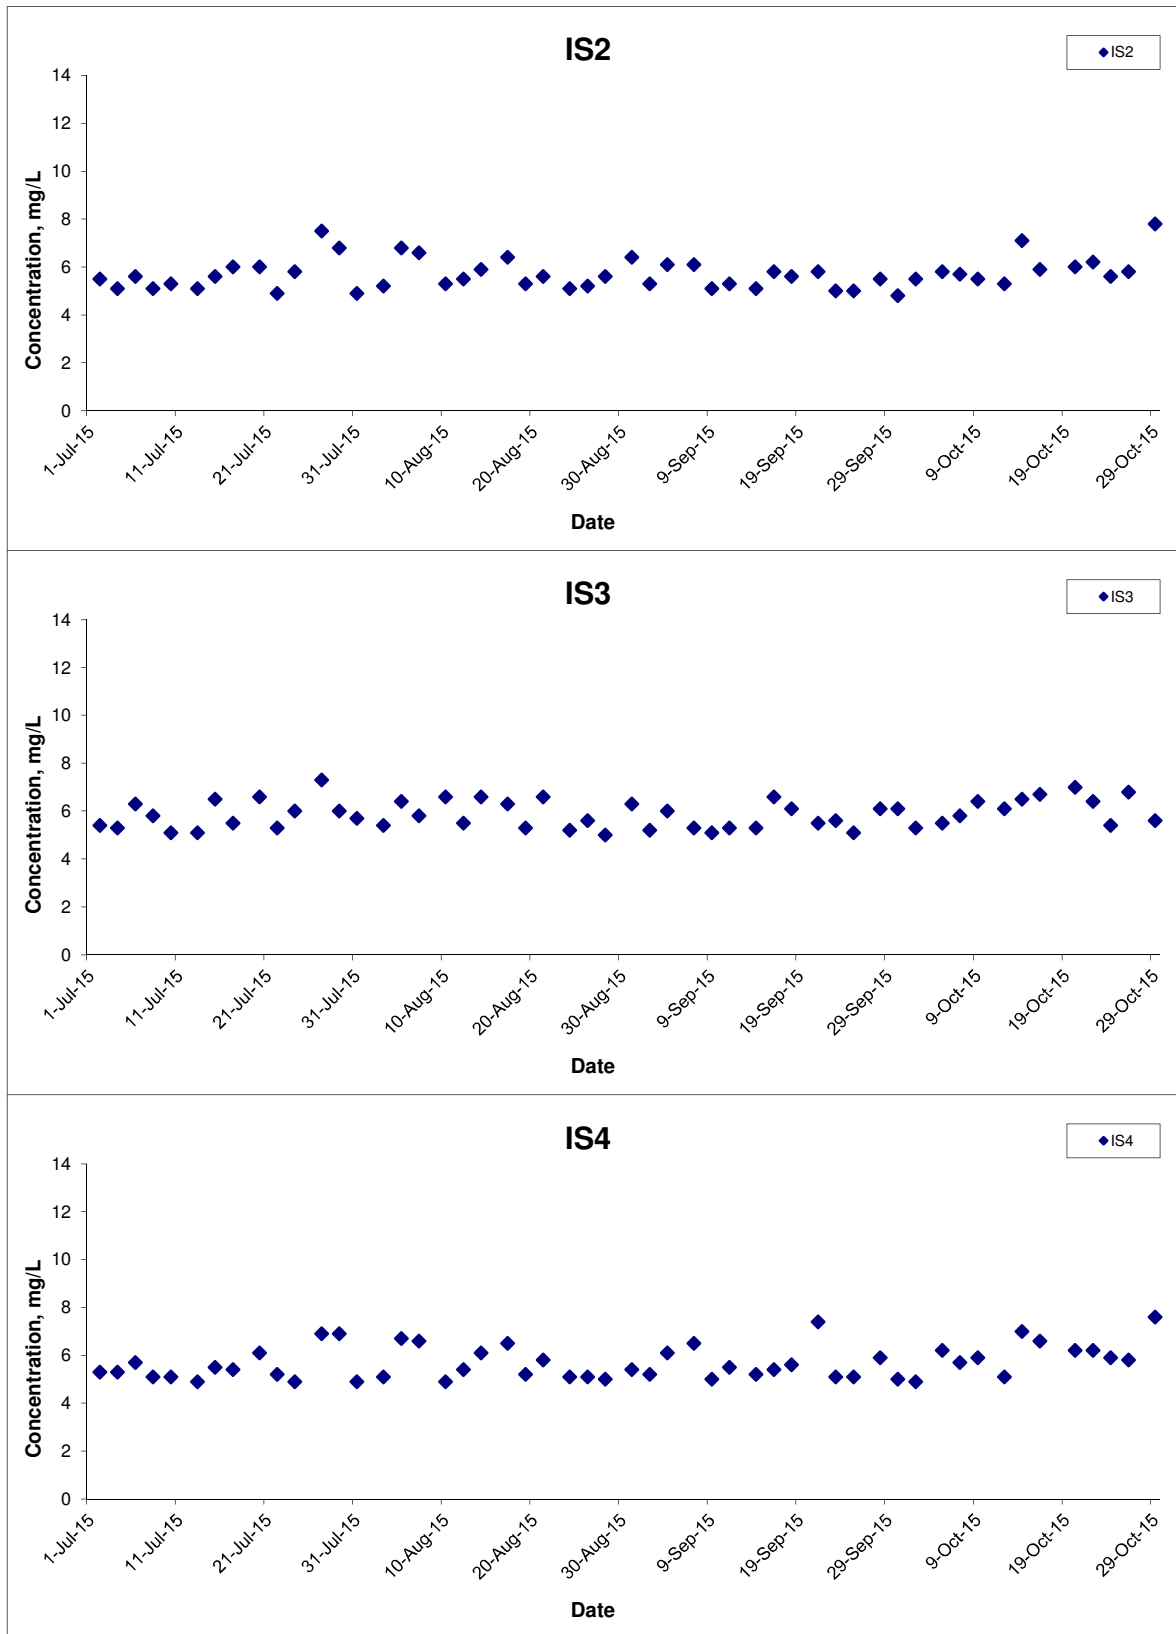 IS2
IS2
14
12
10
8
6
4
2
0
Concentration, mg/L
1-Jul-15
11-Jul-15
21-Jul-15
31-Jul-15
10-Aug-15
20-Aug-15
30-Aug-15
9-Sep-15
19-Sep-15
29-Sep-15
9-Oct-15
19-Oct-15
29-Oct-15
Date
IS3
IS3
14
12
10
8
6
4
2
0
Concentration, mg/L
1-Jul-15
11-Jul-15
21-Jul-15
31-Jul-15
10-Aug-15
20-Aug-15
30-Aug-15
9-Sep-15
19-Sep-15
29-Sep-15
9-Oct-15
19-Oct-15
29-Oct-15
Date
IS4
IS4
14
12
10
8
6
4
2
0
Concentration, mg/L
1-Jul-15
11-Jul-15
21-Jul-15
31-Jul-15
10-Aug-15
20-Aug-15
30-Aug-15
9-Sep-15
19-Sep-15
29-Sep-15
9-Oct-15
19-Oct-15
29-Oct-15
Date